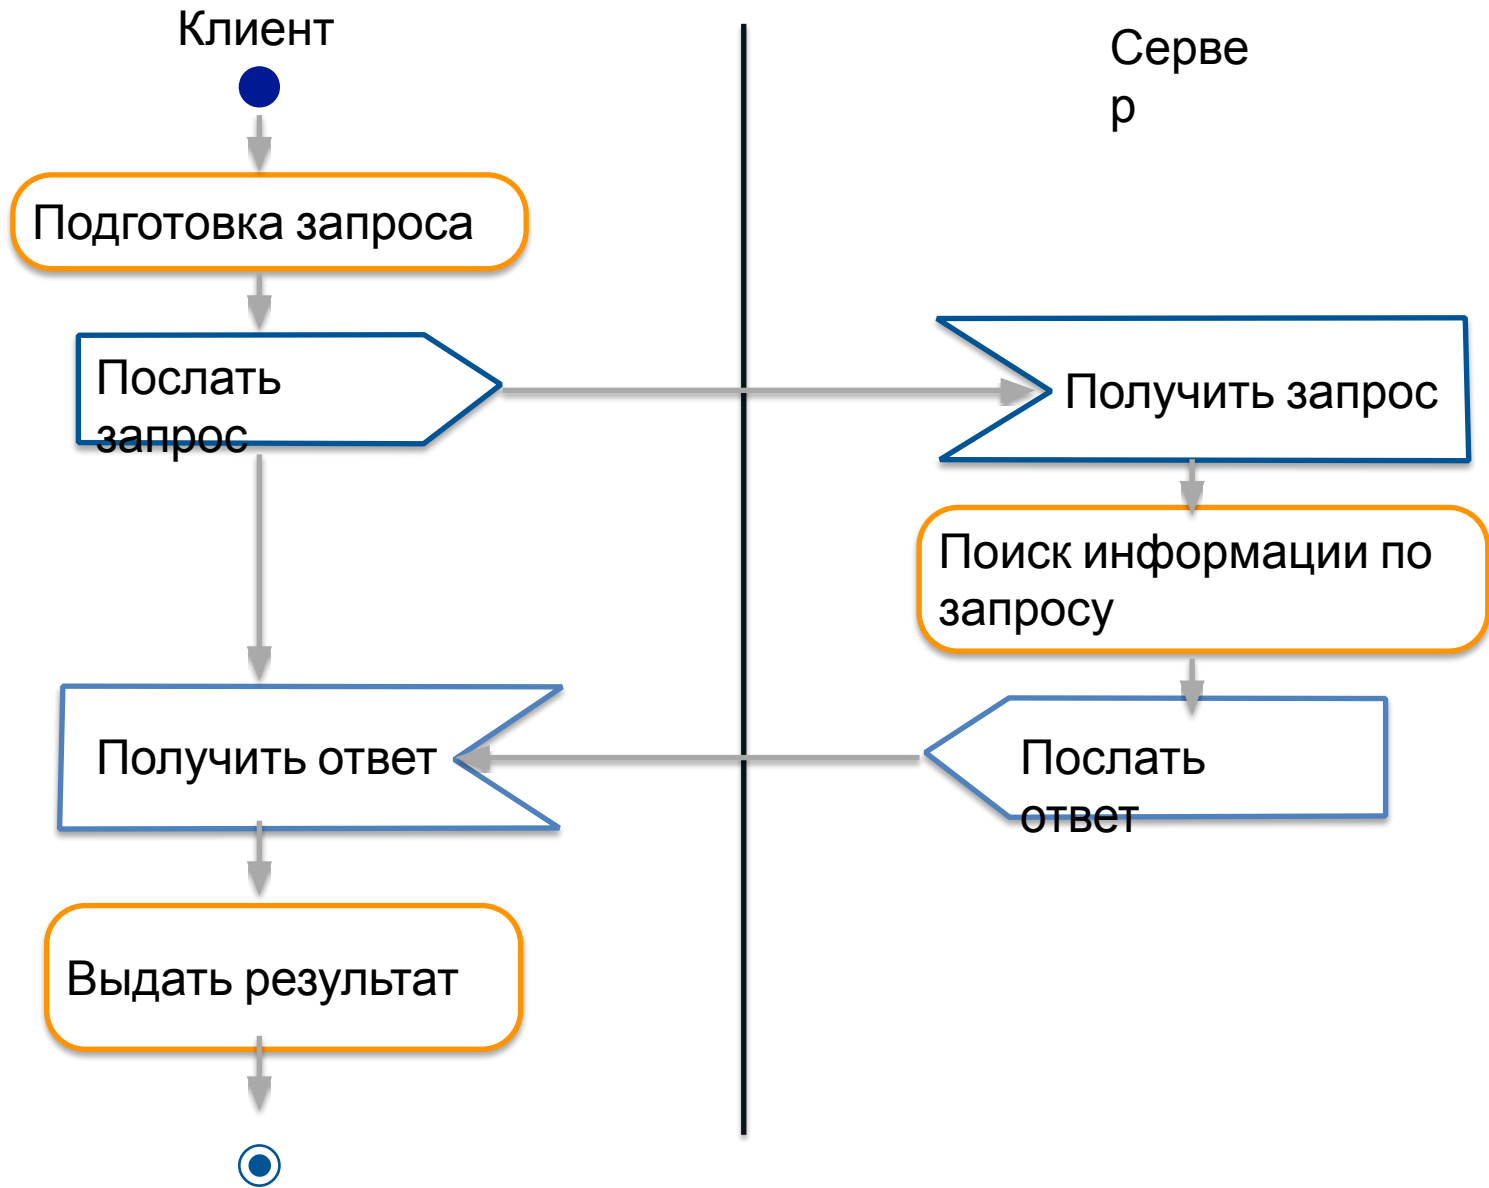 Клиент
Серве
р
Подготовка запроса
Послать
запрос
Получить запрос
Поиск информации по
запросу
Получить ответ
Послать
ответ
Выдать результат